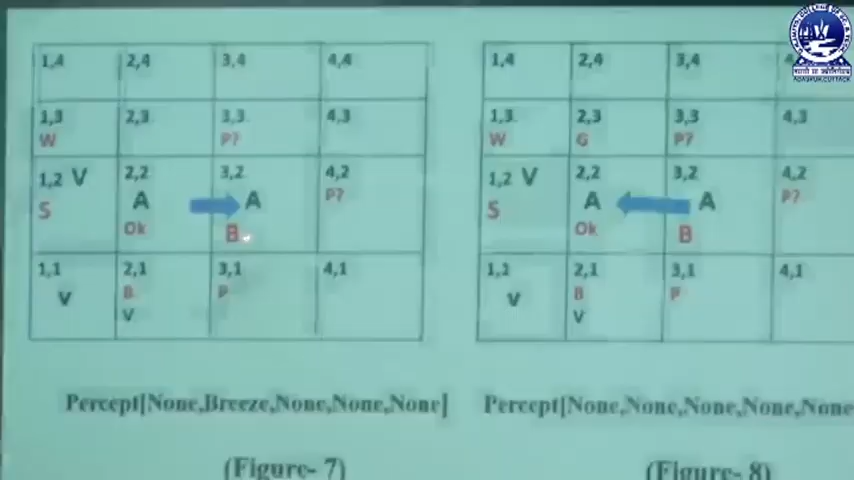 1,4 2,4 3,4 4,4
1,3 2,3 3,3 4,3
W P?
1,2 V 2,2 3,2 4,2
S A A P?
Ok B
1,1 2,1 3,1 4,1
V B P
V
Percept[None,Breeze,None,None,None]
(Figure- 7)
1,4 2,4 3,4
1,3 2,3 3,3 4,3
W G P?
1,2 V 2,2 3,2 4,2
S A A P?
Ok B
1,1 2,1 3,1 4,1
V B P
V
Percept[None,None,None,None,None
(Figure- 8)